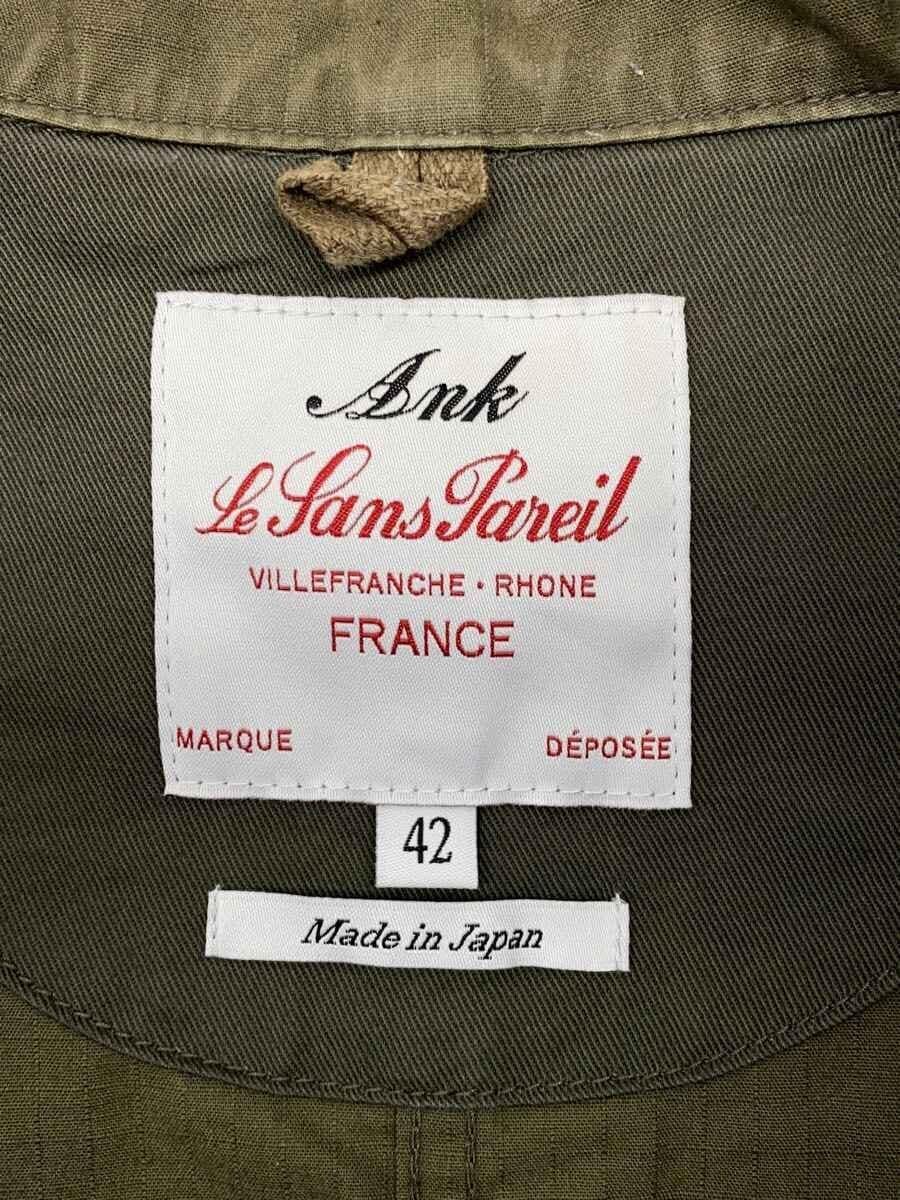 Ank
Le Sans Pareil
VILLEFRANCHE · RHONE
FRANCE
MARQUE DÉPOSÉE
42
Made in Japan